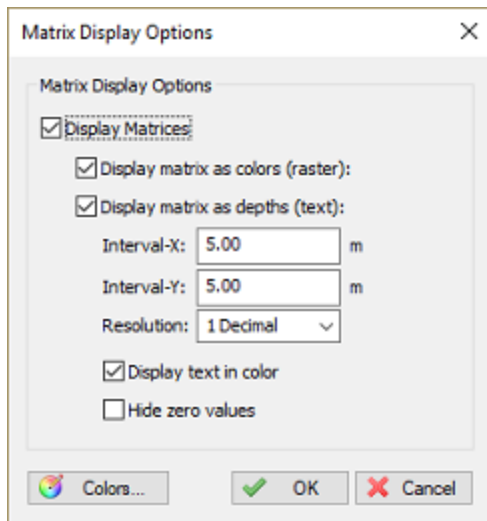 Matrix Display Options
Matrix Display Options
Display Matrices
Display matrix as colors (raster):
Display matrix as depths (text):
Interval-X: 5.00 m
Interval-Y: 5.00 m
Resolution: 1 Decimal
Display text in color
Hide zero values
Colors... OK Cancel